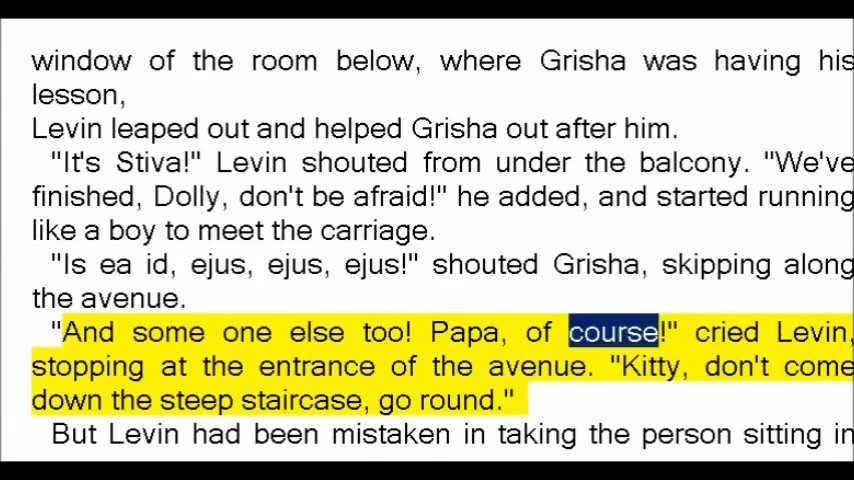 window of the room below, where Grisha was having his
lesson,
Levin leaped out and helped Grisha out after him.
"It's Stiva!" Levin shouted from under the balcony. "We've
finished, Dolly, don't be afraid!" he added, and started running
like a boy to meet the carriage.
"Is ea id, ejus, ejus, ejus!" shouted Grisha, skipping along
the avenue.
"And some one else too! Papa, of course!" cried Levin,
stopping at the entrance of the avenue. "Kitty, don't come
down the steep staircase, go round."
But Levin had been mistaken in taking the person sitting in